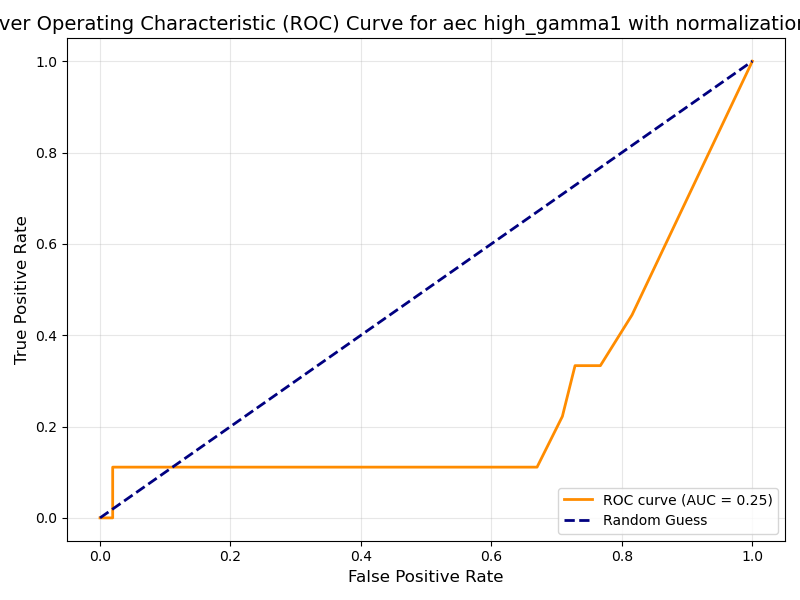 ver Operating Characteristic (ROC) Curve for aec high_gamma1 with normalization
1.0
0.8
0.6
0.4
0.2
0.0
True Positive Rate
0.0 0.2 0.4 0.6 0.8 1.0
False Positive Rate
ROC curve (AUC = 0.25)
Random Guess